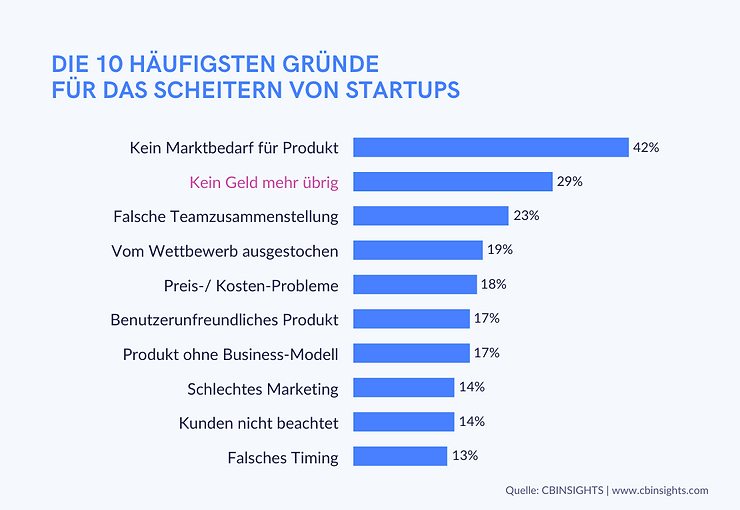 DIE 10 HÄUFIGSTEN GRÜNDE
FÜR DAS SCHEITERN VON STARTUPS
Kein Marktbedarf für Produkt 42%
Kein Geld mehr übrig 29%
Falsche Teamzusammenstellung 23%
Vom Wettbewerb ausgestochen 19%
Preis-/ Kosten-Probleme 18%
Benutzerunfreundliches Produkt 17%
Produkt ohne Business-Modell 17%
Schlechtes Marketing 14%
Kunden nicht beachtet 14%
Falsches Timing 13%
Quelle: CBINSIGHTS | www.cbinsights.com